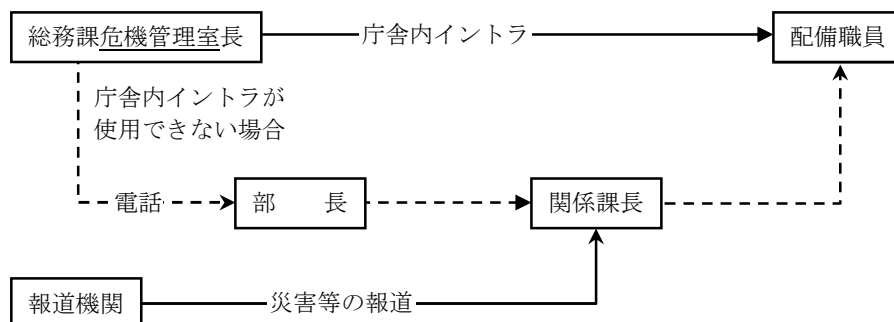 総務課危機管理室長
庁舎内イントラ
配備職員
庁舎内イントラが
使用できない場合
電話
部　　長
関係課長
報道機関
災害等の報道